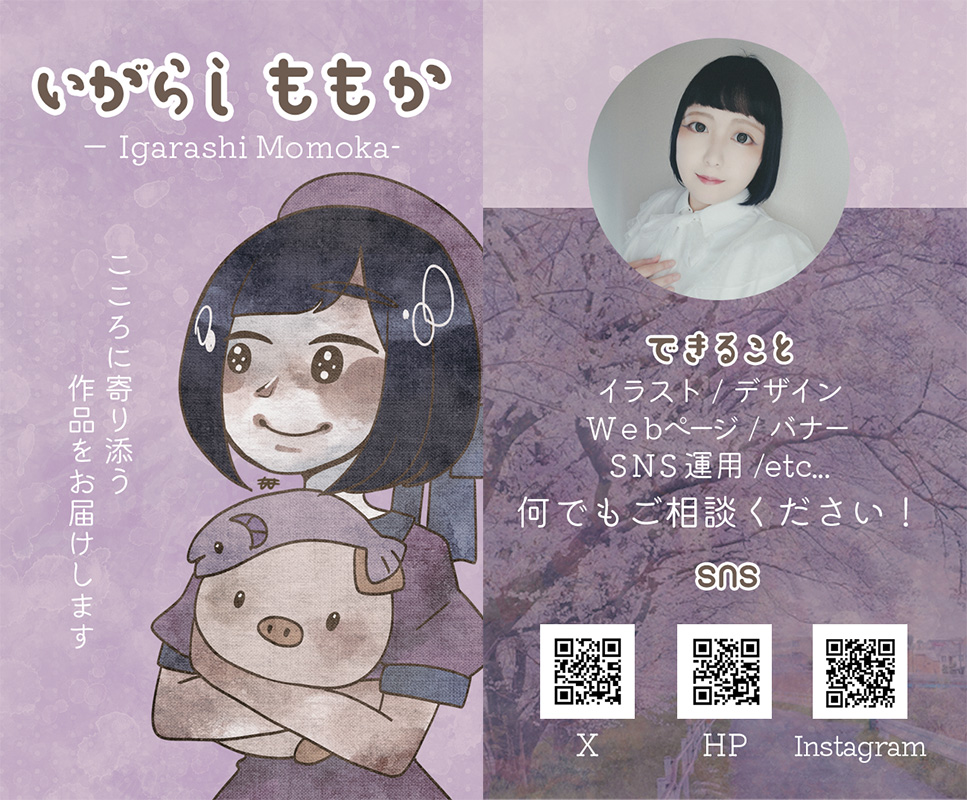 いがらし ももか
－ Igarashi Momoka-
こころに寄り添う
作品をお届けします
できること
イラスト / デザイン
Webページ / バナー
SNS運用 /etc...
何でもご相談ください！
sns
X
HP
Instagram